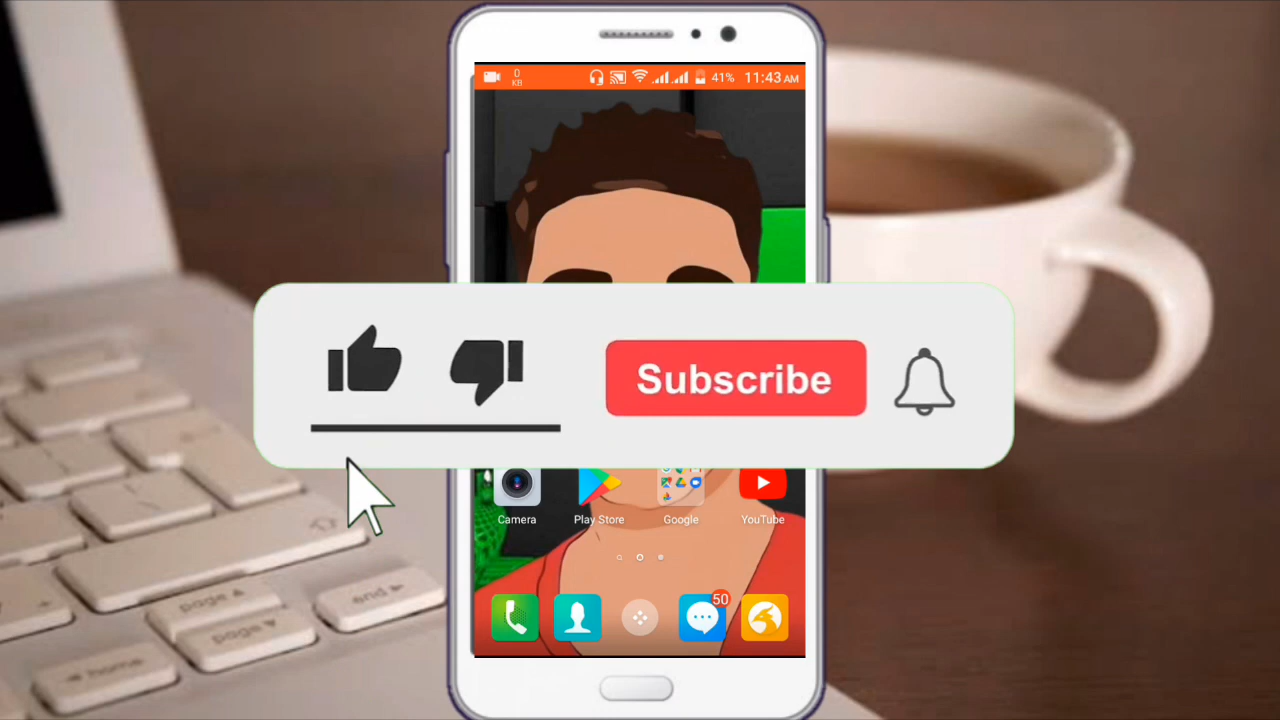 0
KB
41% 11:43 AM
Subscribe
Camera Play Store Google YouTube
50
page ▲
end ▶
page ▼
◀ home